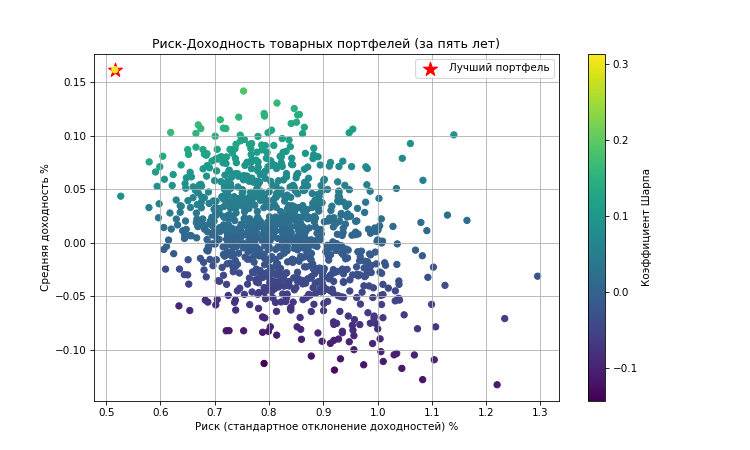 Риск-Доходность товарных портфелей (за пять лет)
Лучший портфель
Средняя доходность %
0.15
0.10
0.05
0.00
−0.05
−0.10
0.5 0.6 0.7 0.8 0.9 1.0 1.1 1.2 1.3
Риск (стандартное отклонение доходностей) %
0.3
0.2
0.1
0.0
−0.1
Коэффициент Шарпа